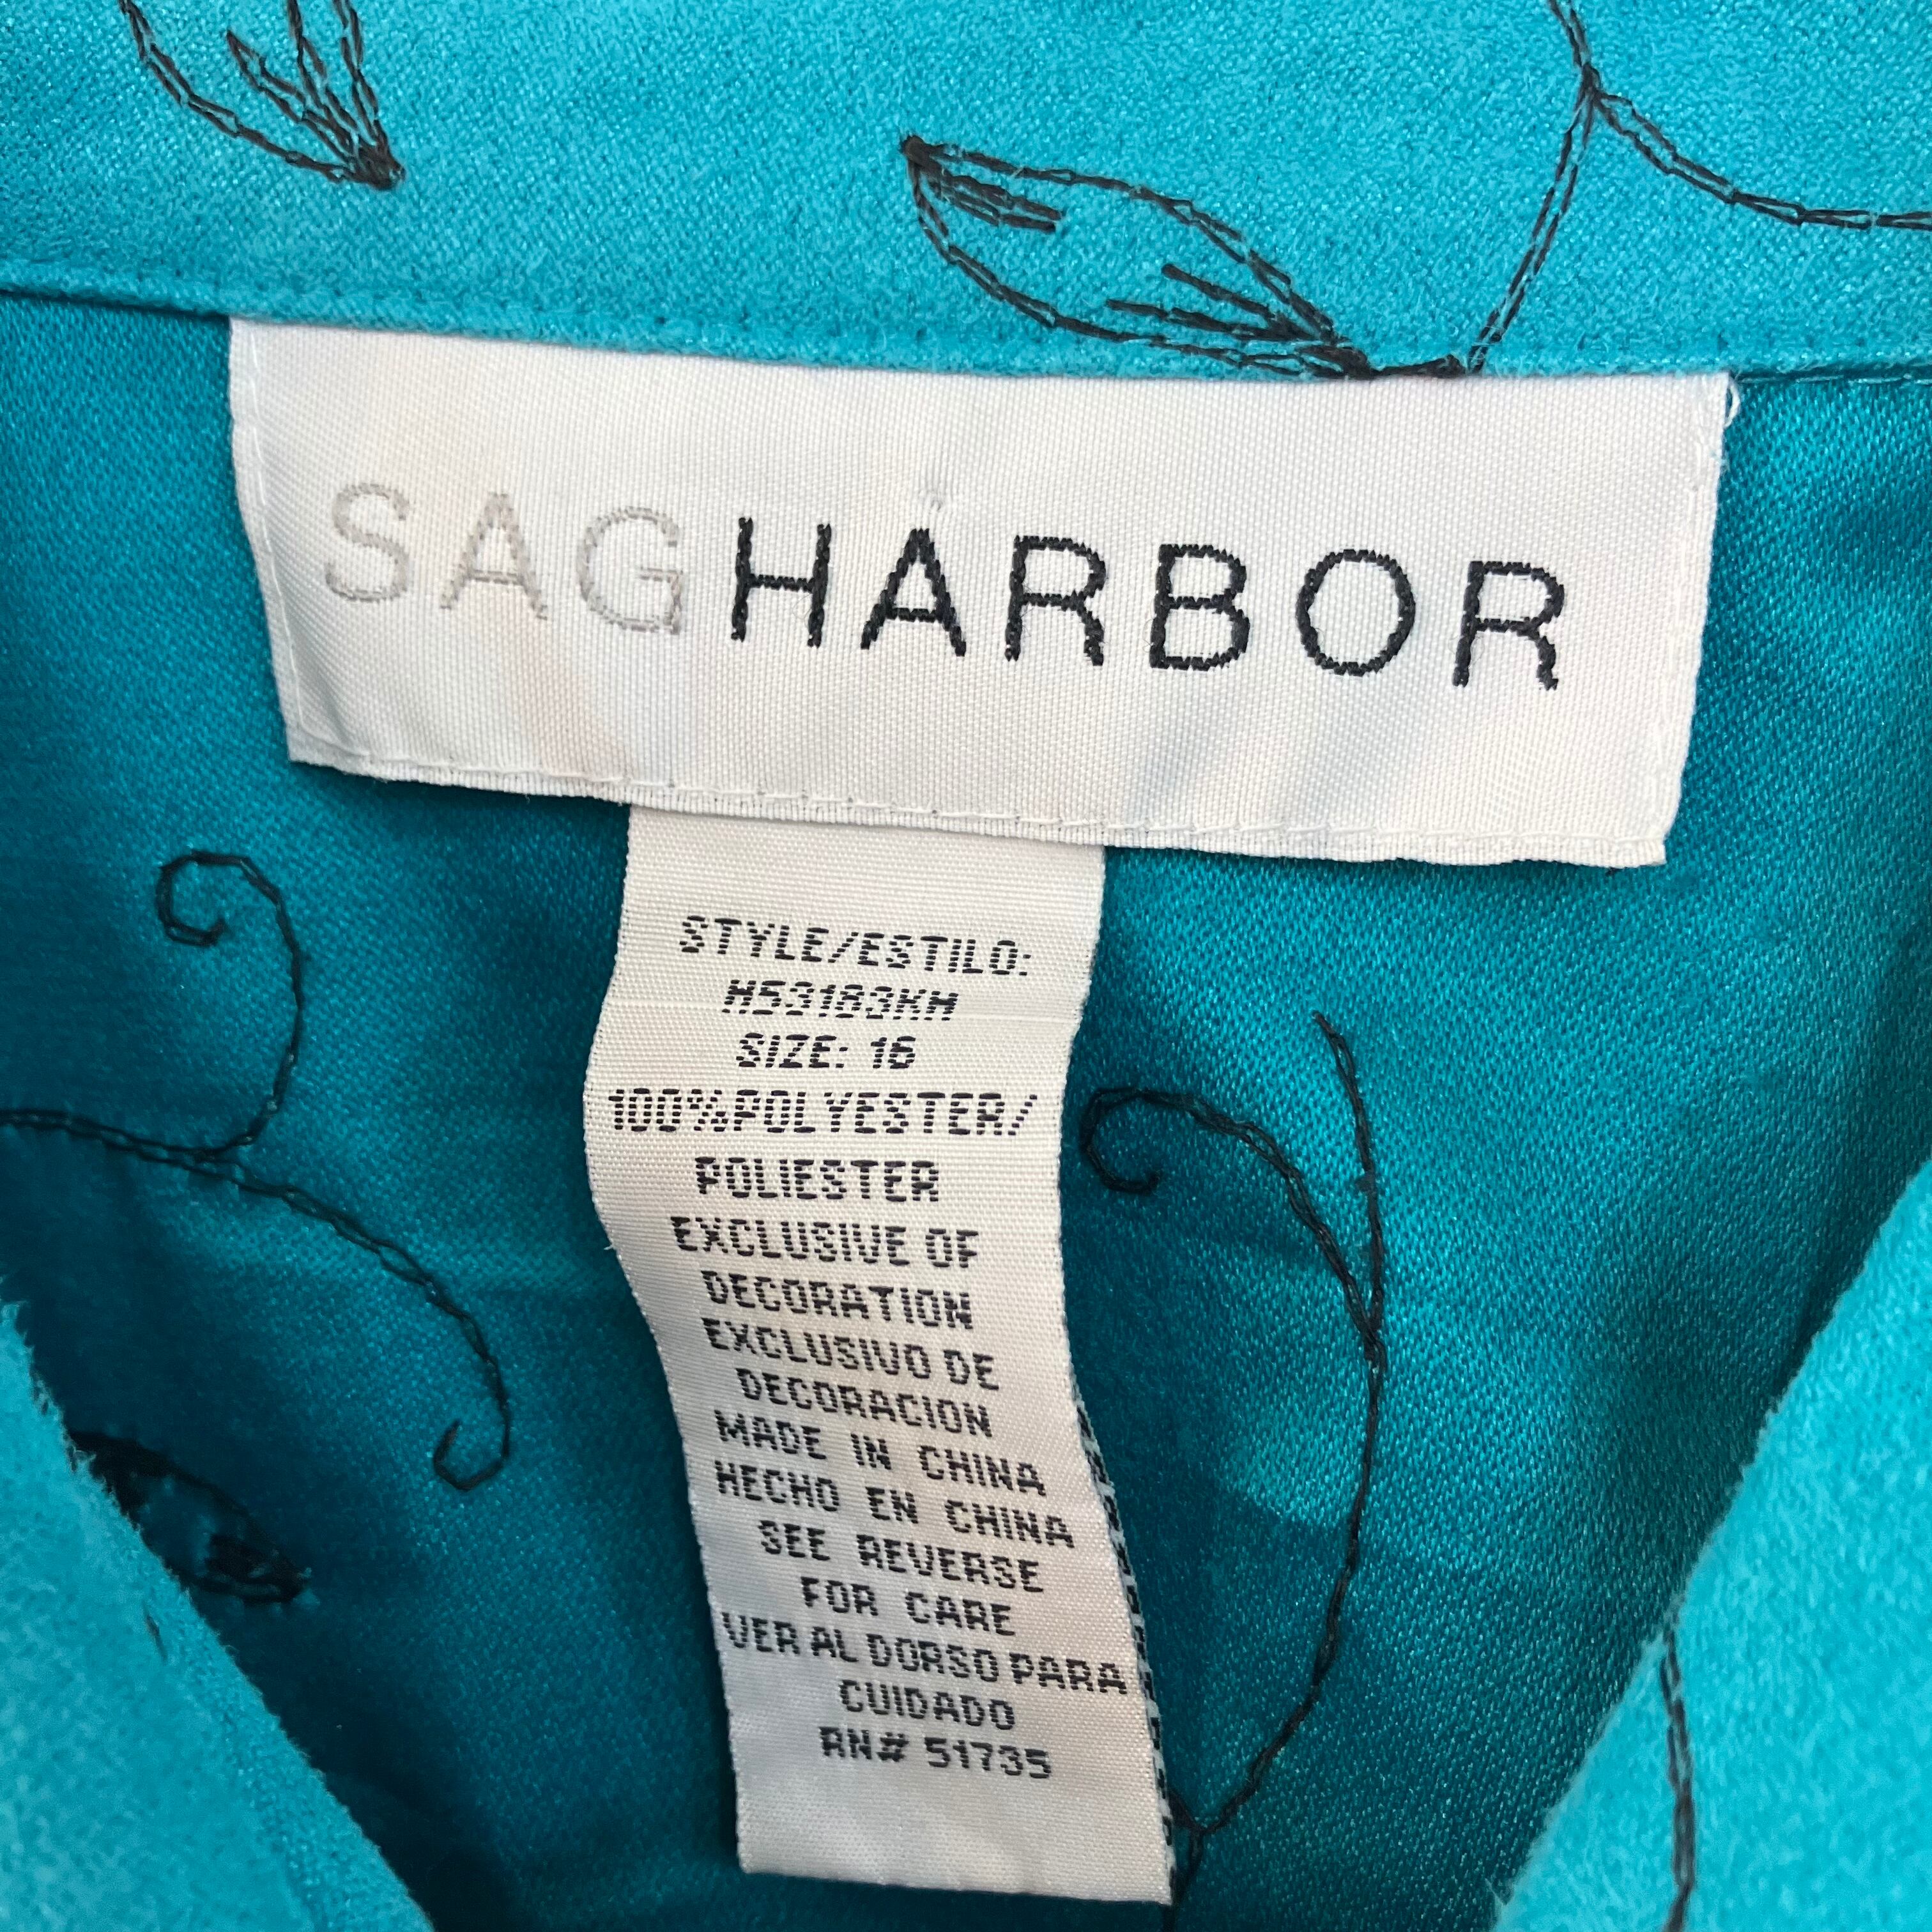 SAGHARBOR
STYLE/ESTILO:
H53183KH
SIZE: 16
100%POLYESTER/
POLIESTER
EXCLUSIVE OF
DECORATION
EXCLUSIVO DE
DECORACION
MADE IN CHINA
HECHO EN CHINA
SEE REVERSE
FOR CARE
VER AL DORSO PARA
CUIDADO
RN# 51735